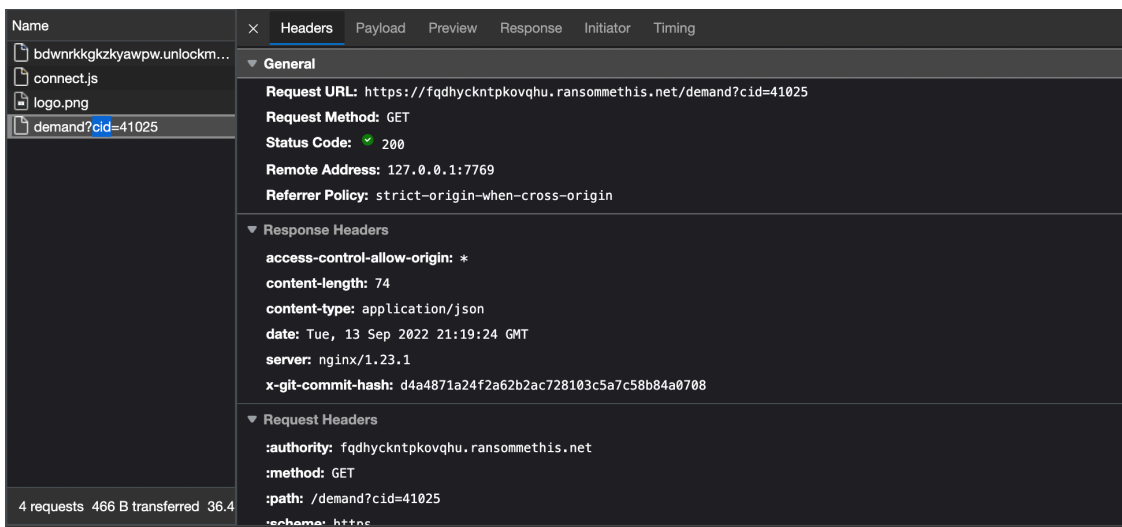 Name
bdwnrkkgkzkyawpw.unlockm...
connect.js
logo.png
demand?cid=41025
4 requests 466 B transferred 36.4
Headers Payload Preview Response Initiator Timing
General
Request URL: https://fqdhyckntpkovqhu.ransommethis.net/demand?cid=41025
Request Method: GET
Status Code: 200
Remote Address: 127.0.0.1:7769
Referrer Policy: strict-origin-when-cross-origin
Response Headers
access-control-allow-origin: *
content-length: 74
content-type: application/json
date: Tue, 13 Sep 2022 21:19:24 GMT
server: nginx/1.23.1
x-git-commit-hash: d4a4871a24f2a62b2ac728103c5a7c58b84a0708
Request Headers
:authority: fqdhyckntpkovqhu.ransommethis.net
:method: GET
:path: /demand?cid=41025
:scheme: https